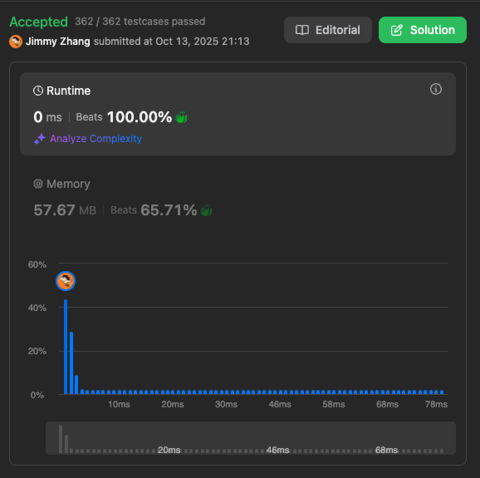 Accepted 362 / 362 testcases passed
Jimmy Zhang submitted at Oct 13, 2025 21:13
Editorial
Solution
Runtime
0 ms | Beats 100.00%
Analyze Complexity
Memory
57.67 MB | Beats 65.71%
60%
40%
20%
0%
10ms 20ms 30ms 46ms 58ms 68ms 78ms
20ms 46ms 68ms